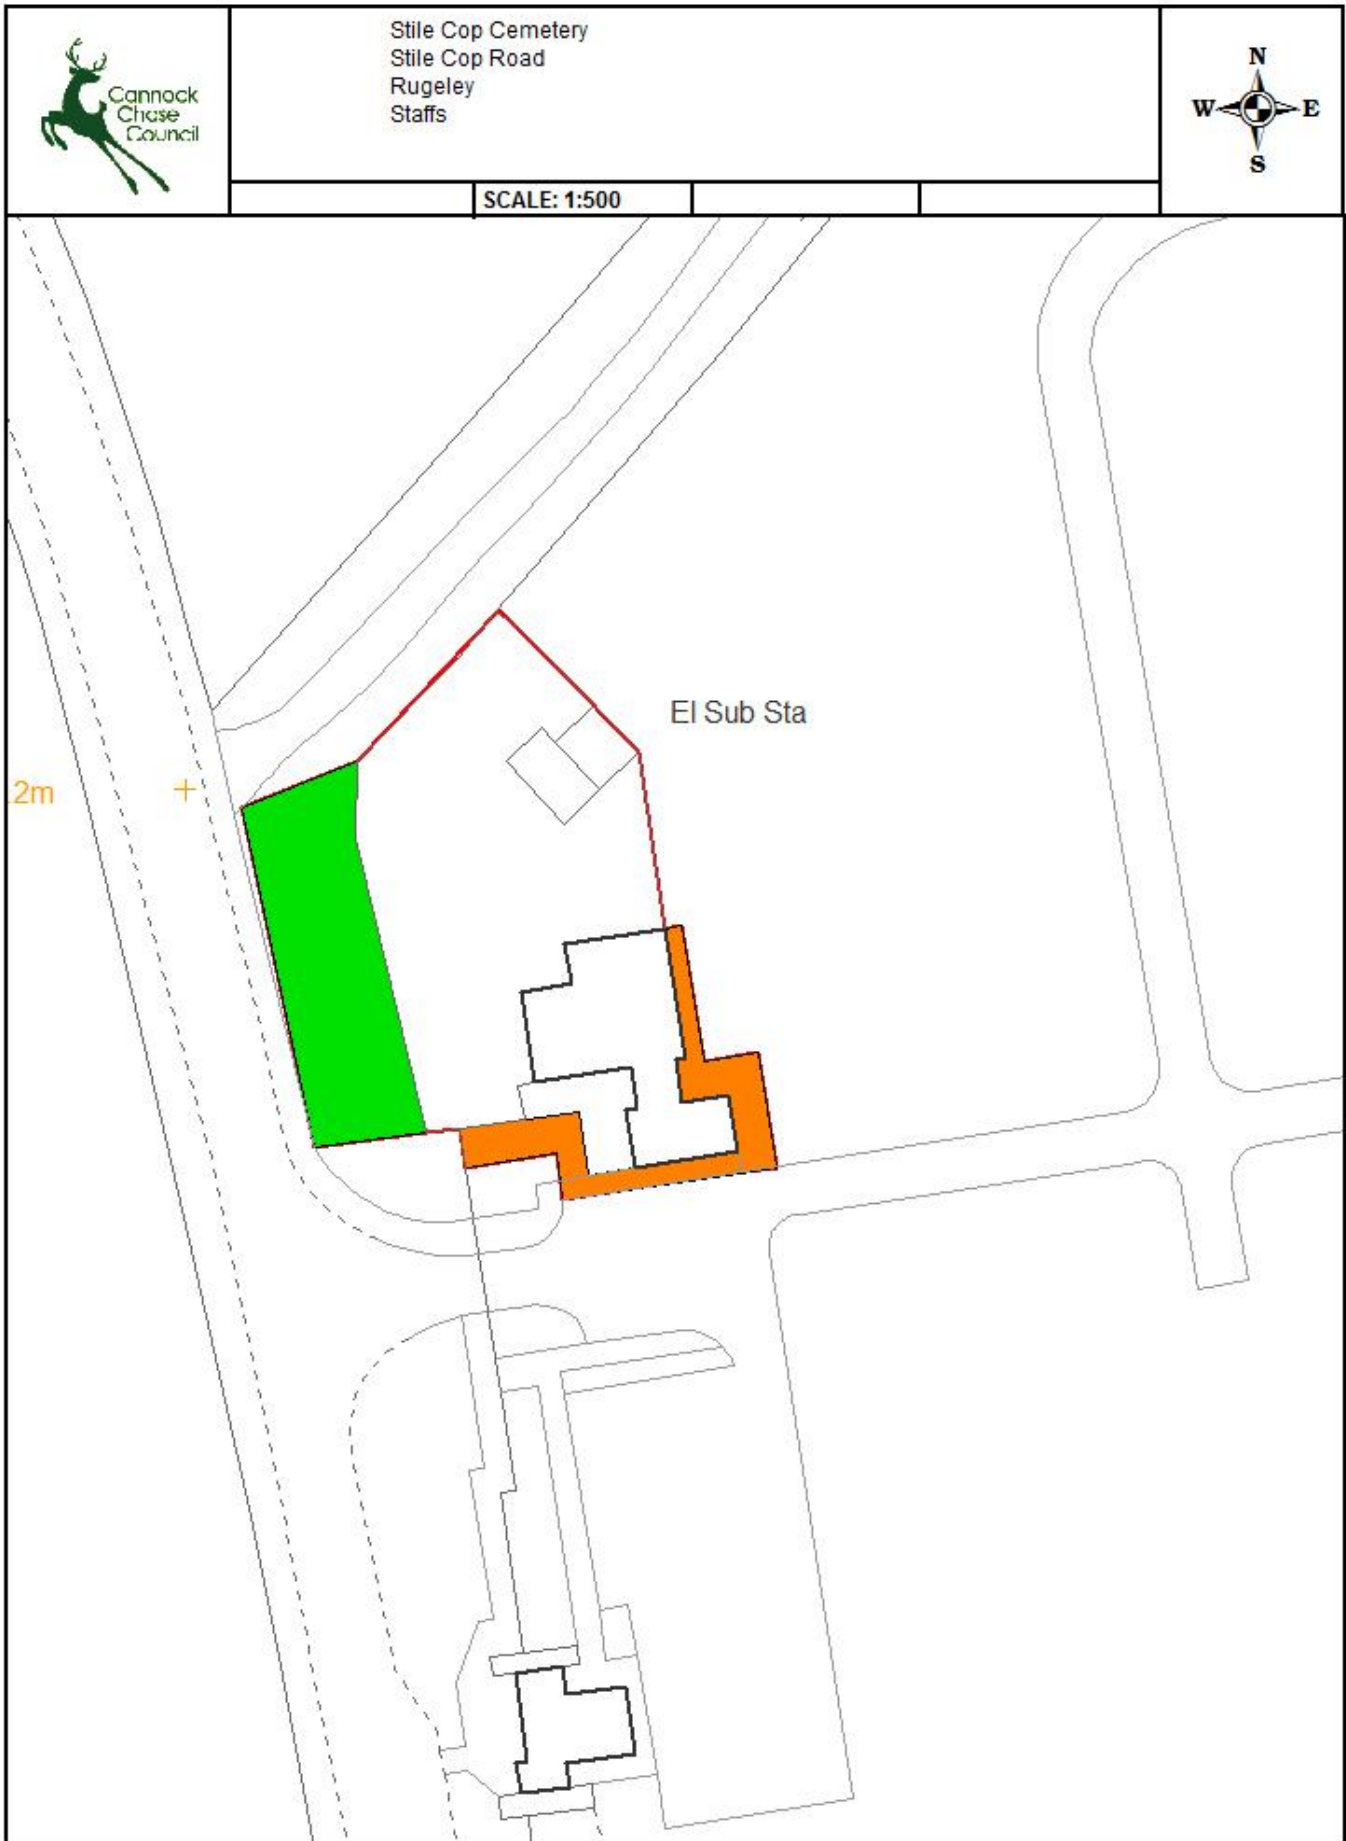 Cannock
Chase
Council
Stile Cop Cemetery
Stile Cop Road
Rugeley
Staffs
SCALE: 1:500
N
W E
S
El Sub Sta
.2m